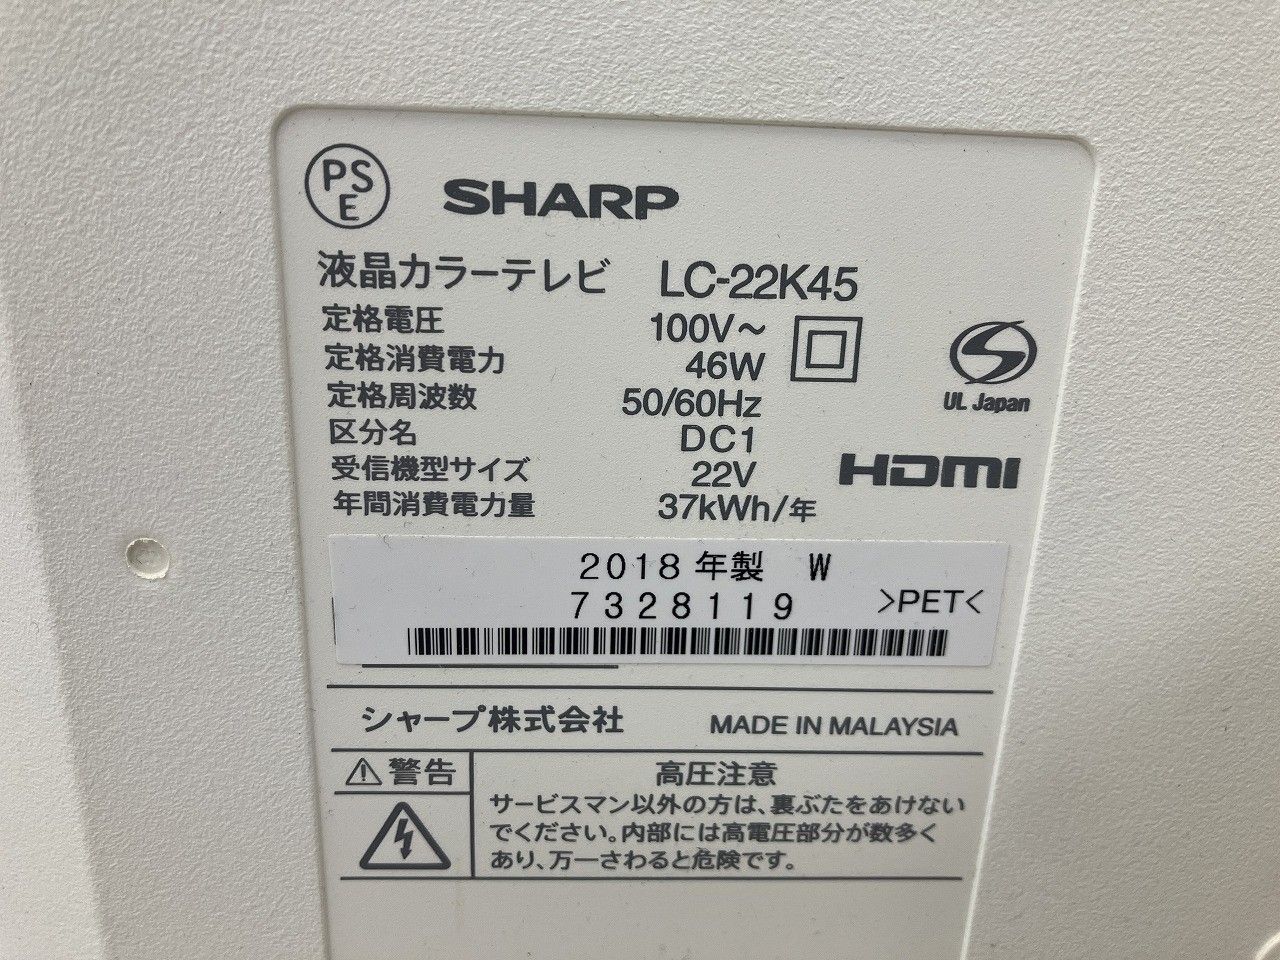 PS
E
SHARP
液晶カラーテレビ LC-22K45
定格電圧 100V～
定格消費電力 46W
定格周波数 50/60Hz
区分名 DC1
受信機型サイズ 22V
年間消費電力量 37kWh/年
UL Japan
HDMI
2018 年製 W
7328119 >PET<
シャープ株式会社 MADE IN MALAYSIA
警告 高圧注意
サービスマン以外の方は、裏ぶたをあけない
でください。内部には高電圧部分が数多く
あり、万一さわると危険です。